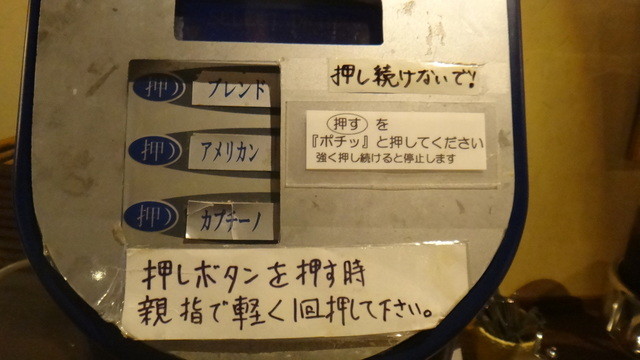 押し続けないで!
押 ブレンド
押すを
『ポチッ』と押してください
強く押し続けると停止します
押 アメリカン
押 カプチーノ
押しボタンを押す時
親指で軽く1回押して下さい。